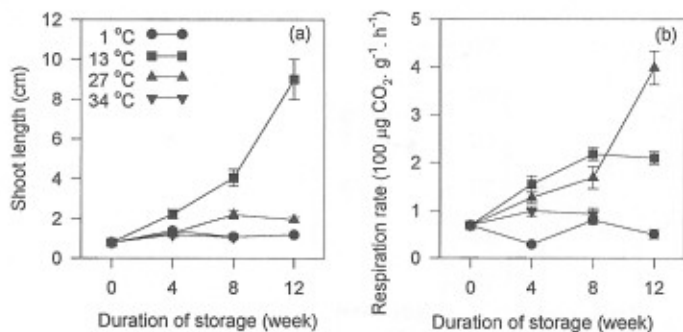 (a)
1 °C
13 °C
27 °C
34 °C
Shoot length (cm)
12
10
8
6
4
2
0
0 4 8 12
Duration of storage (week)
(b)
Respiration rate (100 µg CO₂· g⁻¹· h⁻¹)
5
4
3
2
1
0
0 4 8 12
Duration of storage (week)